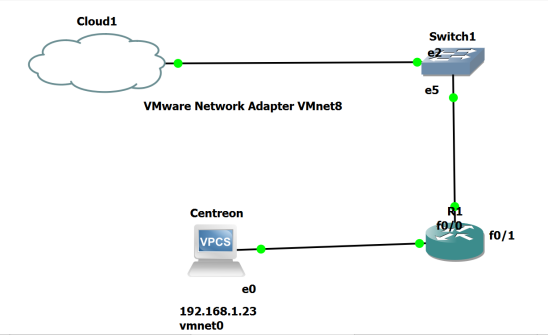 Cloud1
Switch1
e2
e5
VMware Network Adapter VMnet8
R1
f0/0
f0/1
Centreon
VPCS
e0
192.168.1.23
vmnet0